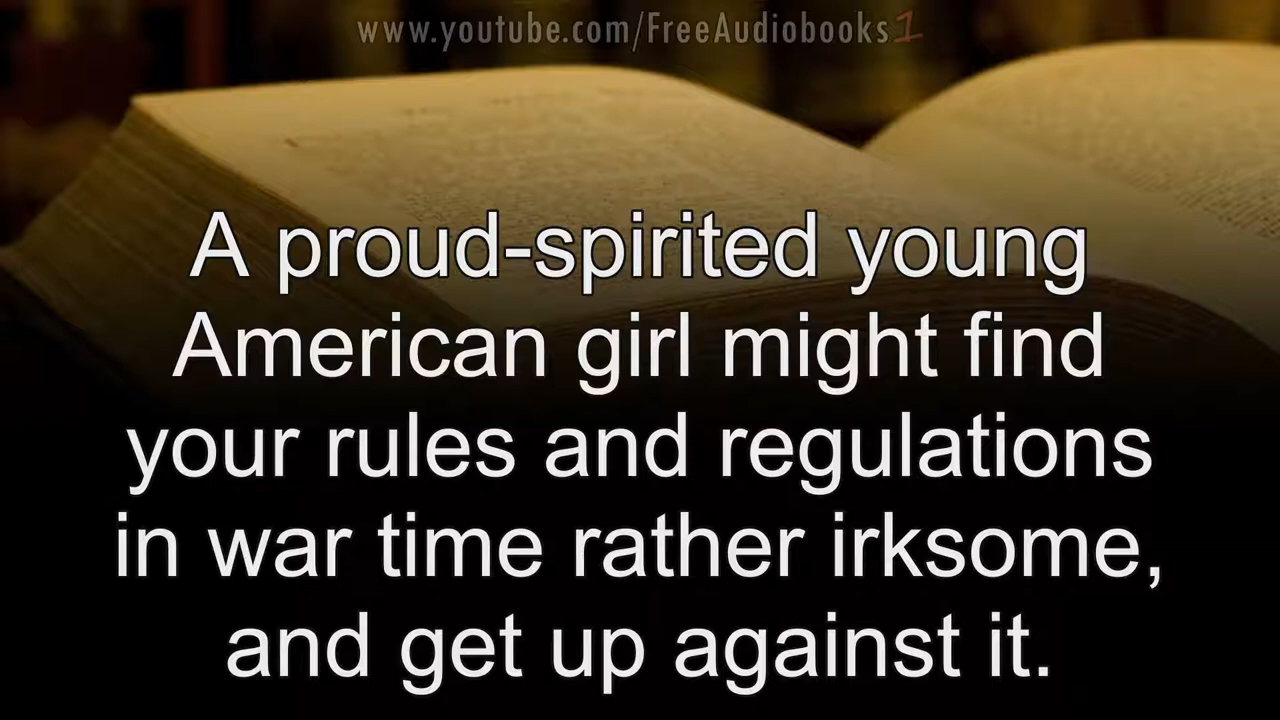 www.youtube.com/FreeAudiobooks1
A proud-spirited young
American girl might find
your rules and regulations
in war time rather irksome,
and get up against it.